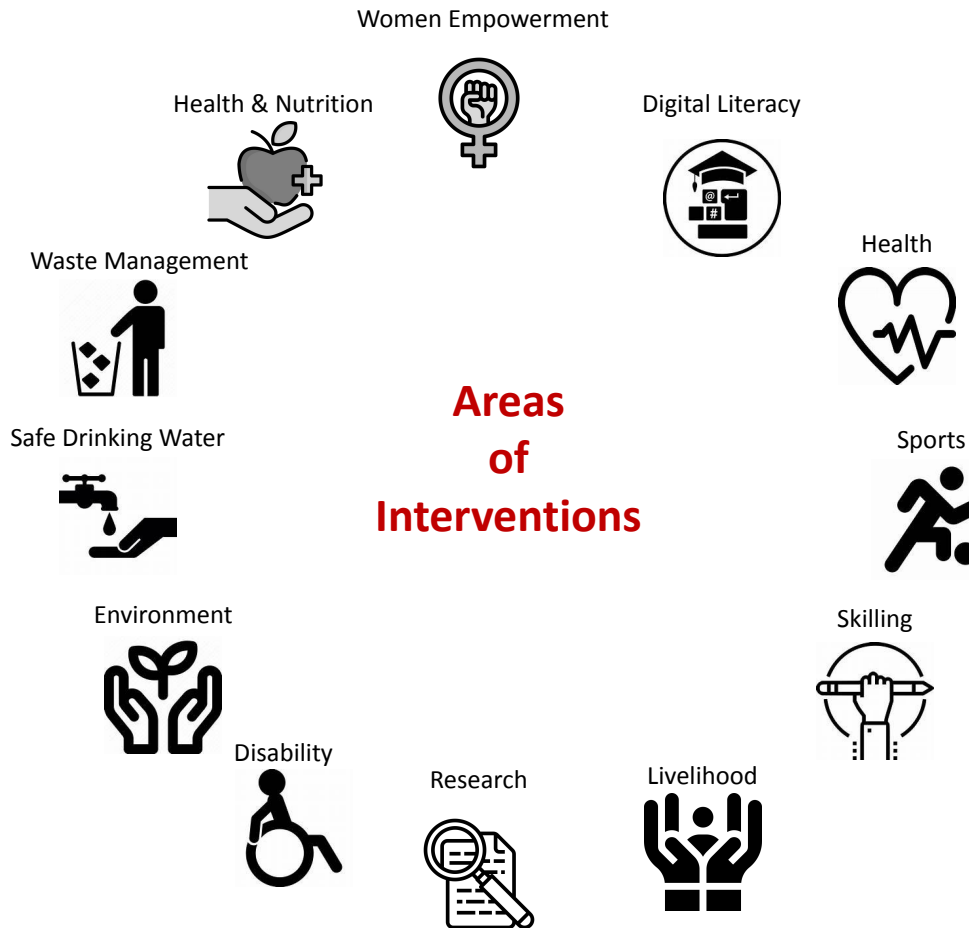 Women Empowerment
Health & Nutrition
Digital Literacy
Health
Waste Management
Areas
of
Interventions
Safe Drinking Water
Sports
Environment
Skilling
Disability
Research
Livelihood
@
#